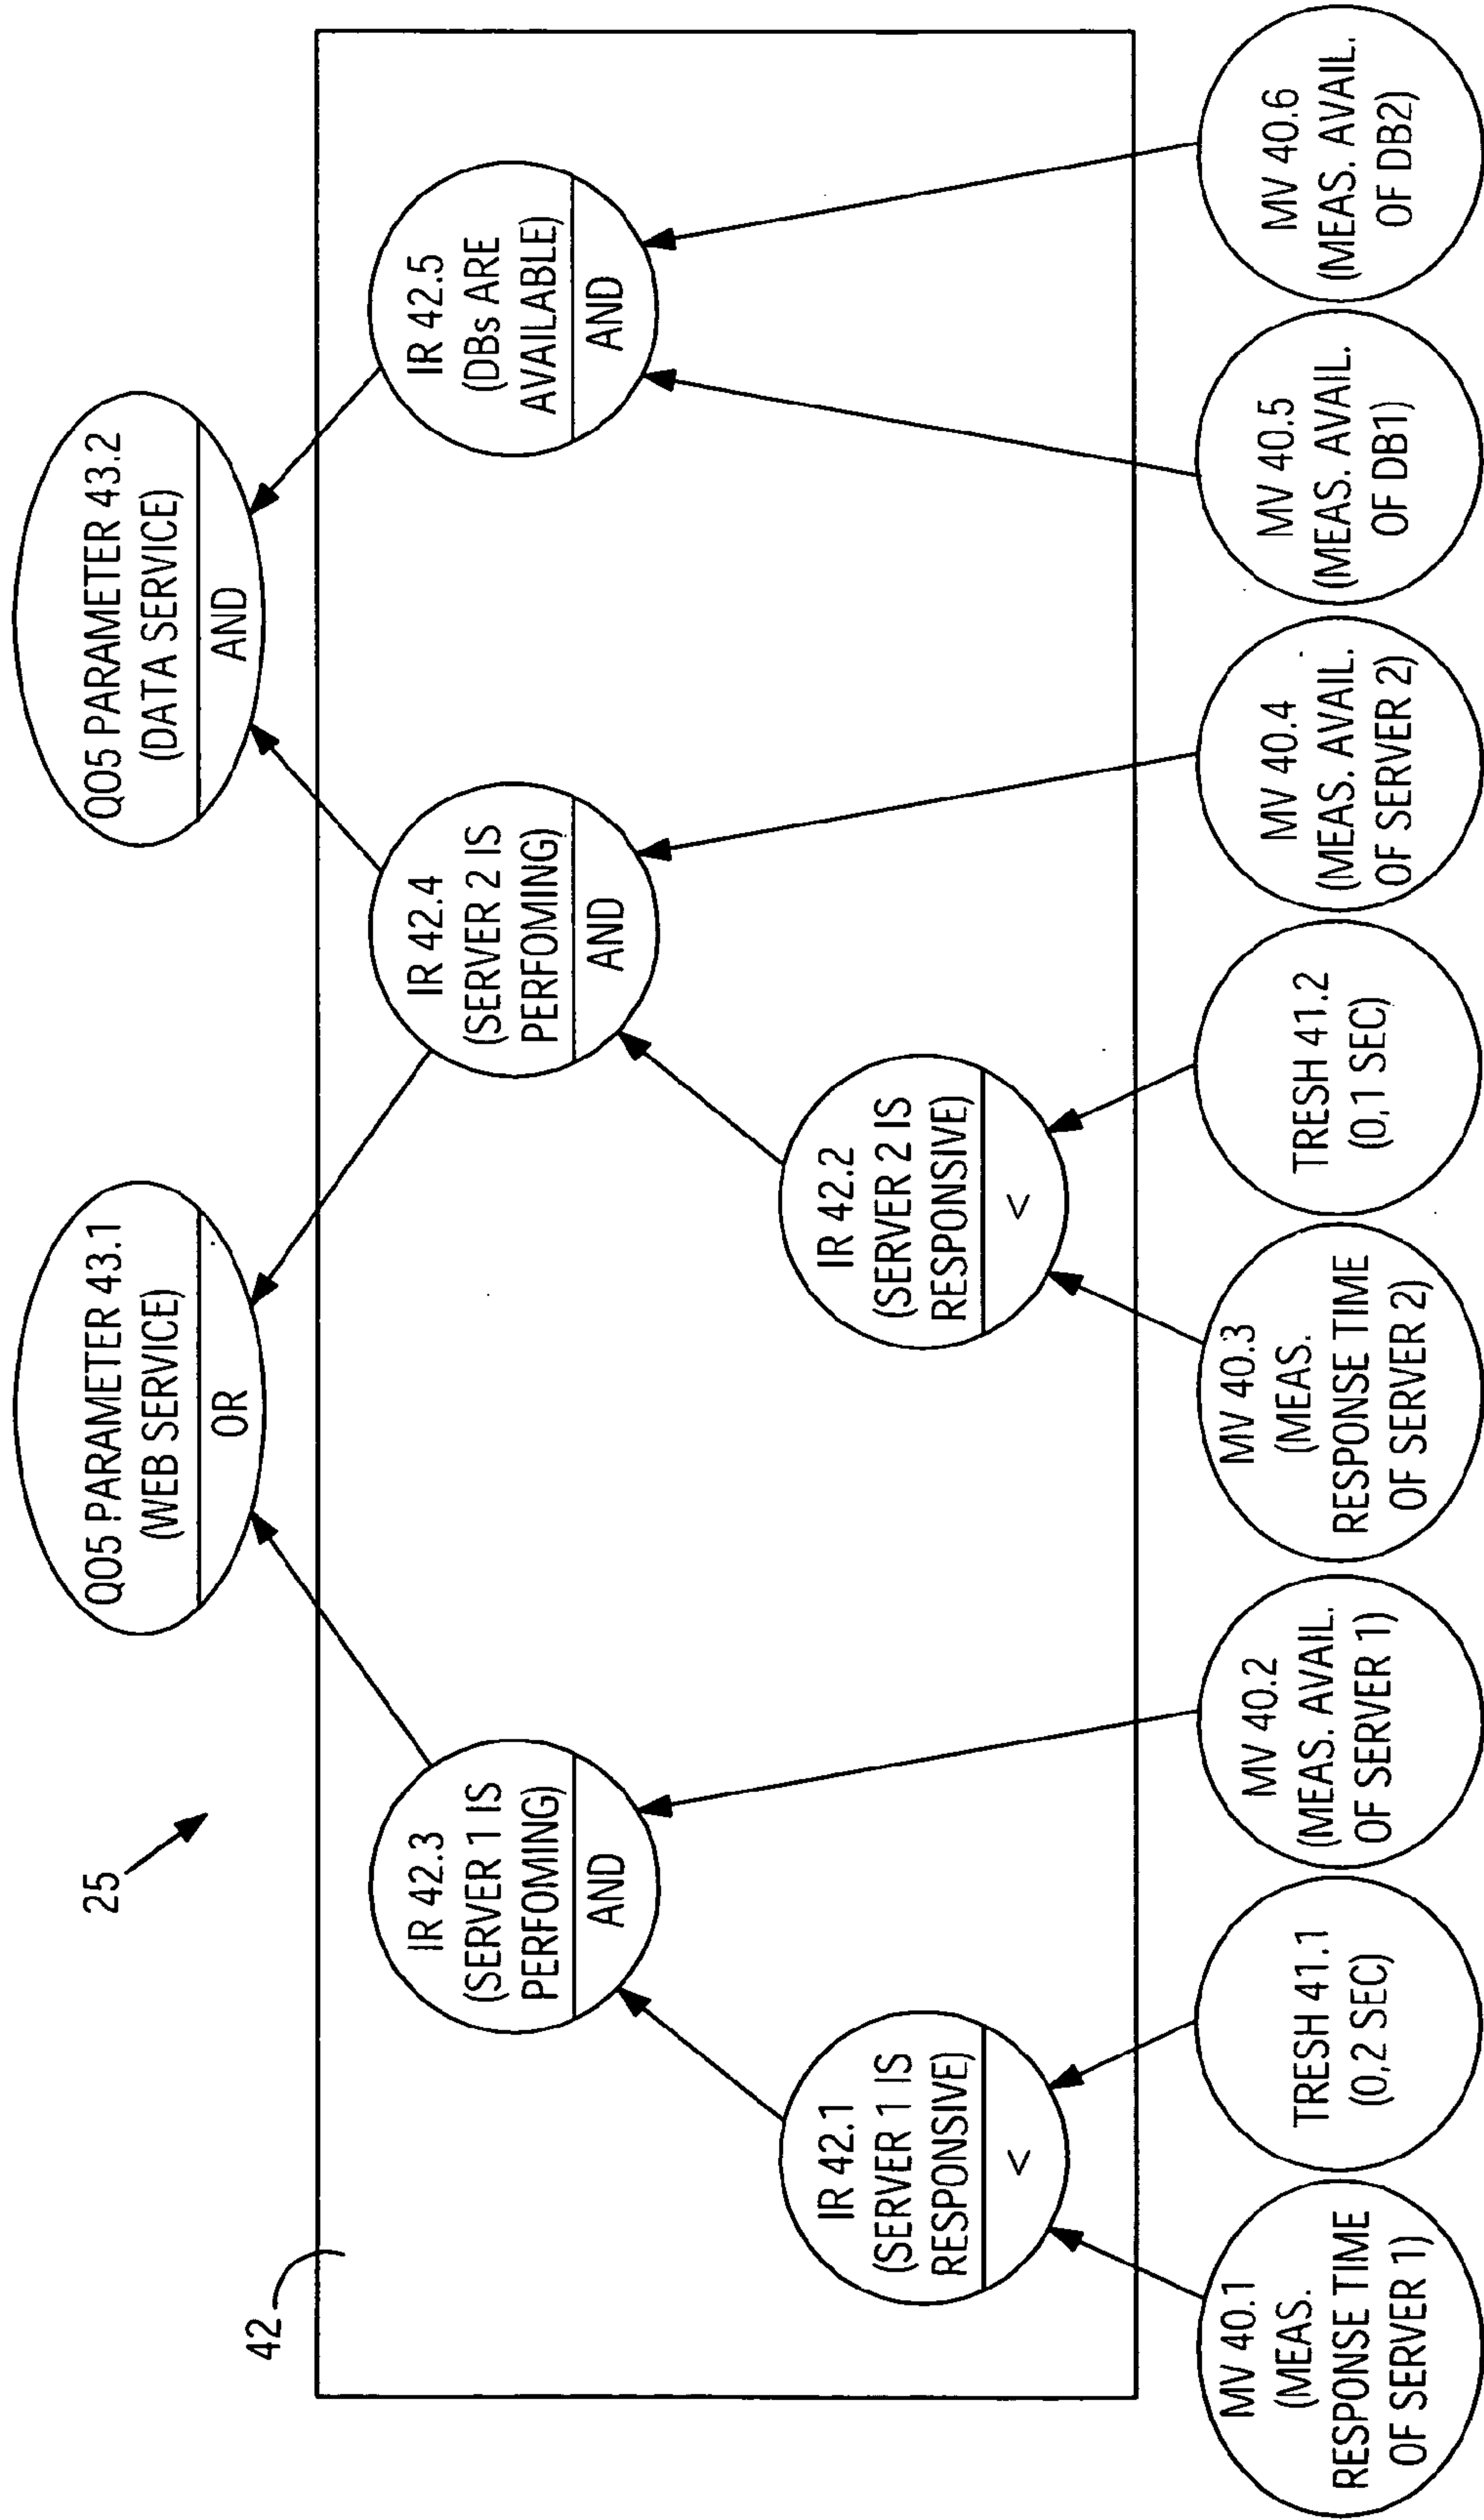 25
42
Q05 PARAMETER 43.1
(WEB SERVICE)
OR
Q05 PARAMETER 43.2
(DATA SERVICE)
AND
IR 42.3
(SERVER 1 IS
PERFOMING)
AND
IR 42.4
(SERVER 2 IS
PERFOMING)
AND
IR 42.5
(DBs ARE
AVAILABLE)
AND
IR 42.1
(SERVER 1 IS
RESPONSIVE)
<
IR 42.2
(SERVER 2 IS
RESPONSIVE)
<
MV 40.1
(MEAS.
RESPONSE TIME
OF SERVER 1)
TRESH 41.1
(0,2 SEC)
MV 40.2
(MEAS. AVAIL.
OF SERVER 1)
MV 40.3
(MEAS.
RESPONSE TIME
OF SERVER 2)
TRESH 41.2
(0,1 SEC)
MV 40.4
(MEAS. AVAIL.
OF SERVER 2)
MV 40.5
(MEAS. AVAIL.
OF DB1)
MV 40.6
(MEAS. AVAIL.
OF DB2)